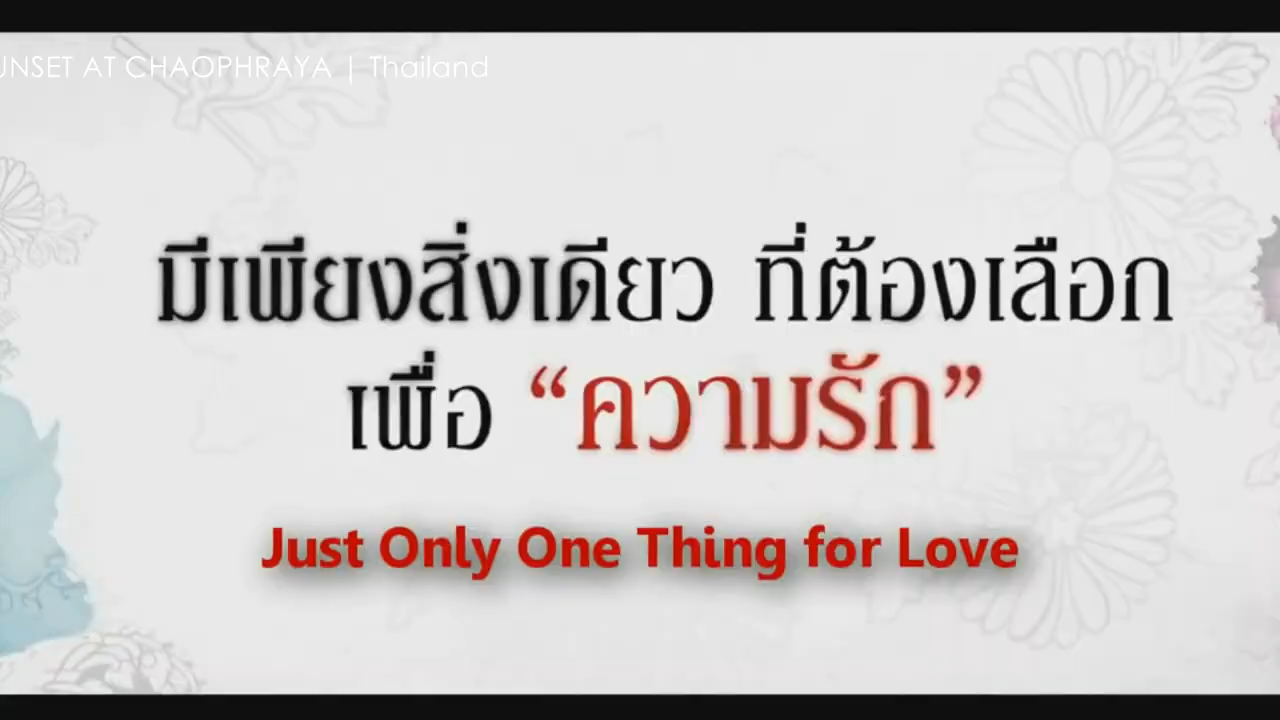 UNSET AT CHAOPHRAYA | Thailand
มีเพียงสิ่งเดียว ที่ต้องเลือก
เพื่อ “ความรัก”
Just Only One Thing for Love